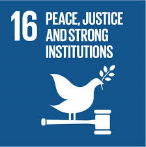 16 PEACE, JUSTICE
AND STRONG
INSTITUTIONS